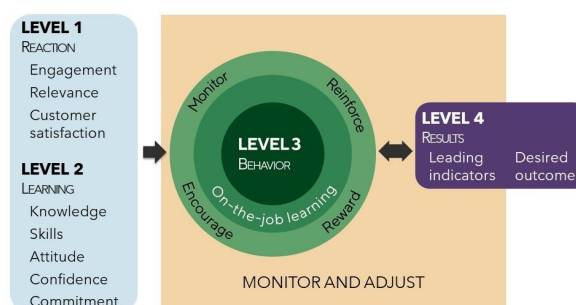 LEVEL 1
REACTION
Engagement
Relevance
Customer
satisfaction
LEVEL 2
LEARNING
Knowledge
Skills
Attitude
Confidence
Commitment
Monitor
Reinforce
Encourage
Reward
On-the-job learning
LEVEL 3
BEHAVIOR
MONITOR AND ADJUST
LEVEL 4
RESULTS
Leading
indicators
Desired
outcome